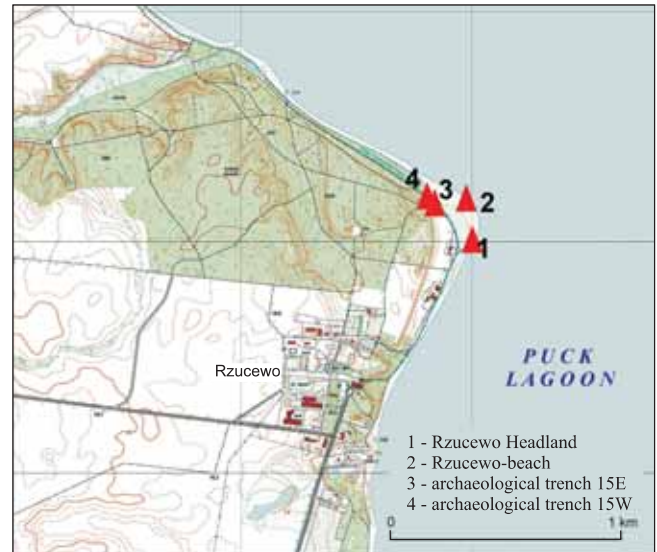 4
3
2
1
Rzucewo
PUCK
LAGOON
1 - Rzucewo Headland
2 - Rzucewo-beach
3 - archaeological trench 15E
4 - archaeological trench 15W
0 1 km